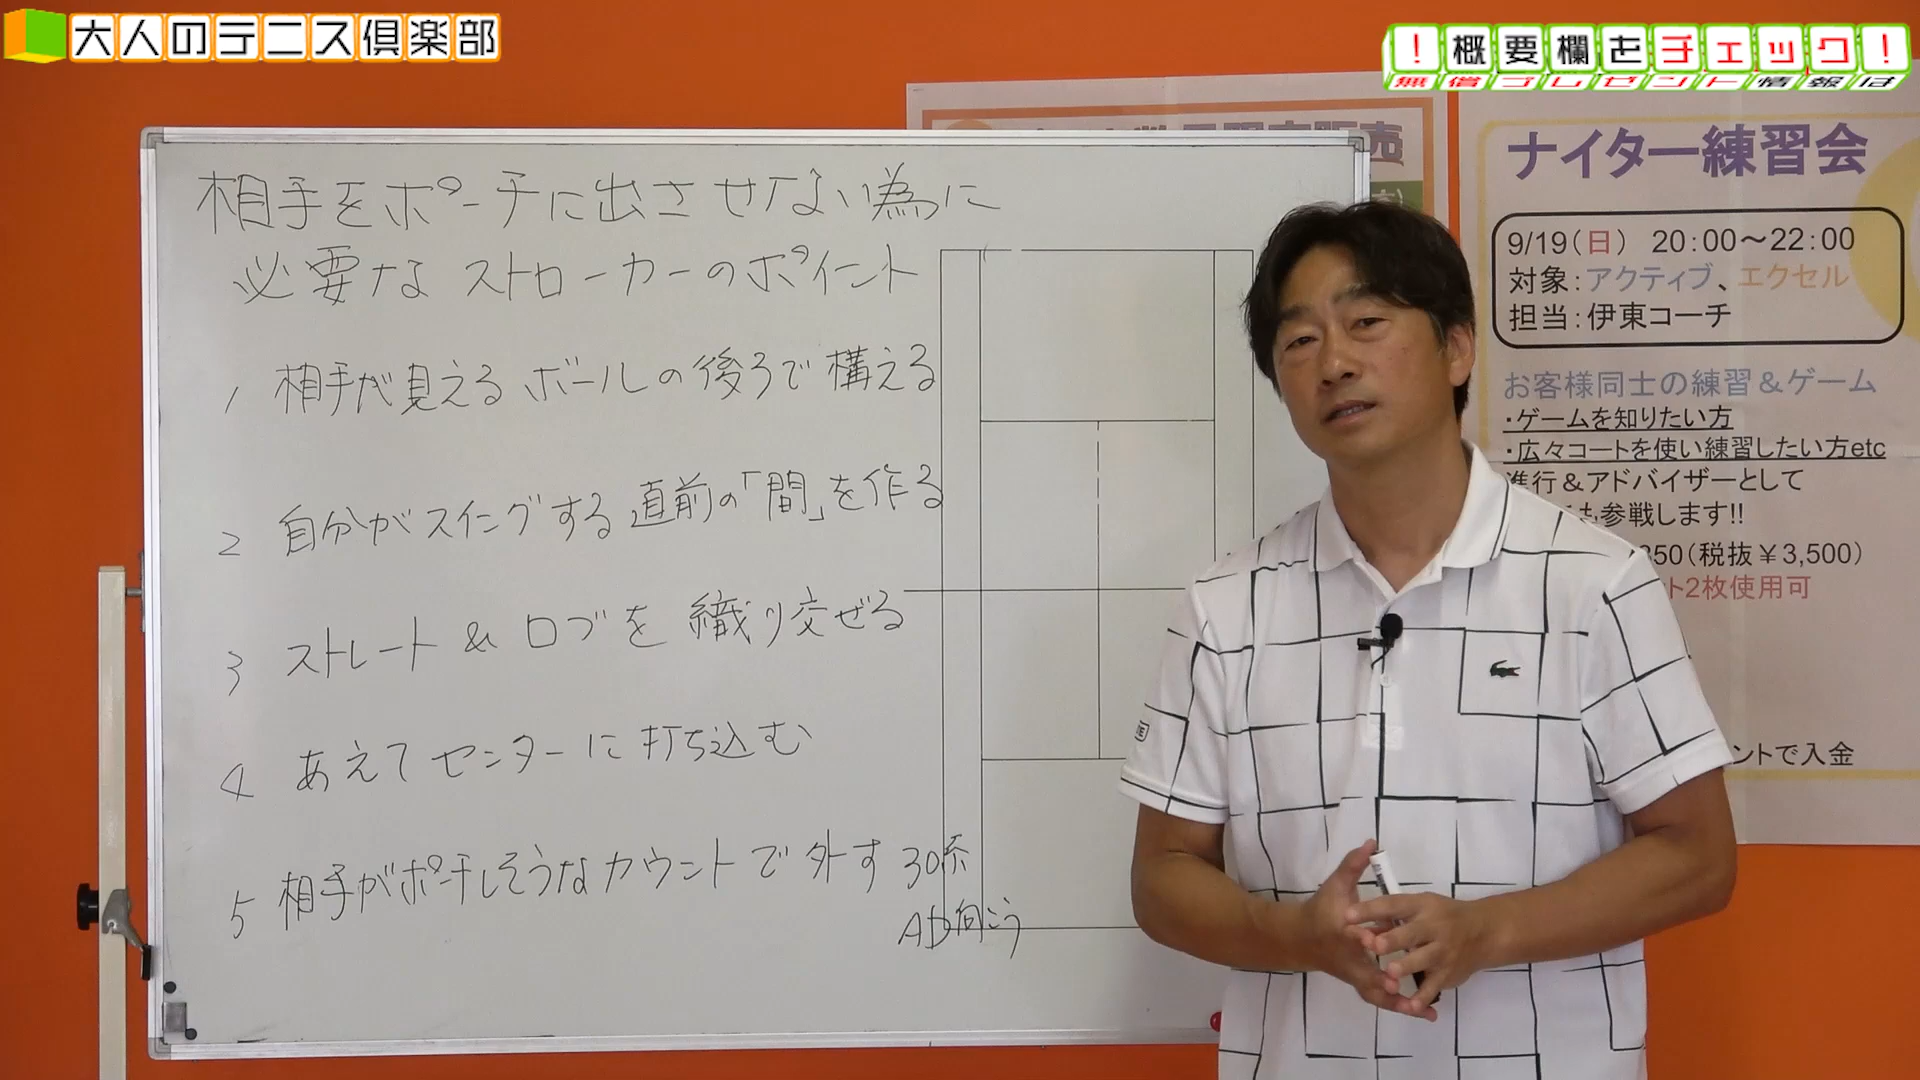 大人のテニス倶楽部
！概要欄をチェック！
無償プレゼント情報は
相手をポーチに出させない為に
必要なストローカーのポイント
1 相手が見えるボールの後ろで構える
2 自分がスイングする直前の「間」を作る
3 ストレート & ロブを織り交ぜる
4 あえてセンターに打ち込む
5 相手がポーチしそうなカウントで外す 30-
AD向こう
ナイター練習会
9/19(日) 20:00～22:00
対象：アクティブ、エクセル
担当：伊東コーチ
お客様同士の練習＆ゲーム
・ゲームを知りたい方
・広々コートを使い練習したい方etc
進行＆アドバイザーとして
も参戦します!!
350(税抜￥3,500)
ト2枚使用可
ントで入金